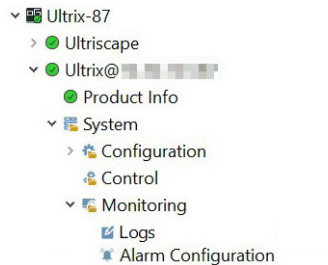 Ultrix-87
Ultriscape
Ultrix@
Product Info
System
Configuration
Control
Monitoring
Logs
Alarm Configuration